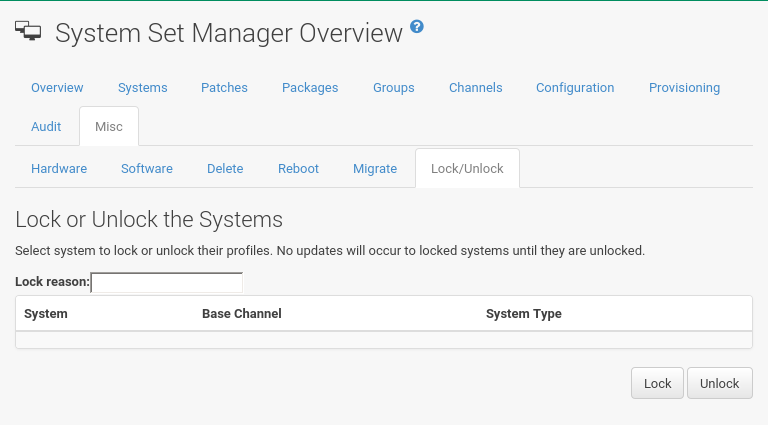 System Set Manager Overview ?
Overview Systems Patches Packages Groups Channels Configuration Provisioning
Audit Misc
Hardware Software Delete Reboot Migrate Lock/Unlock
Lock or Unlock the Systems
Select system to lock or unlock their profiles. No updates will occur to locked systems until they are unlocked.
Lock reason:
System Base Channel System Type
Lock Unlock